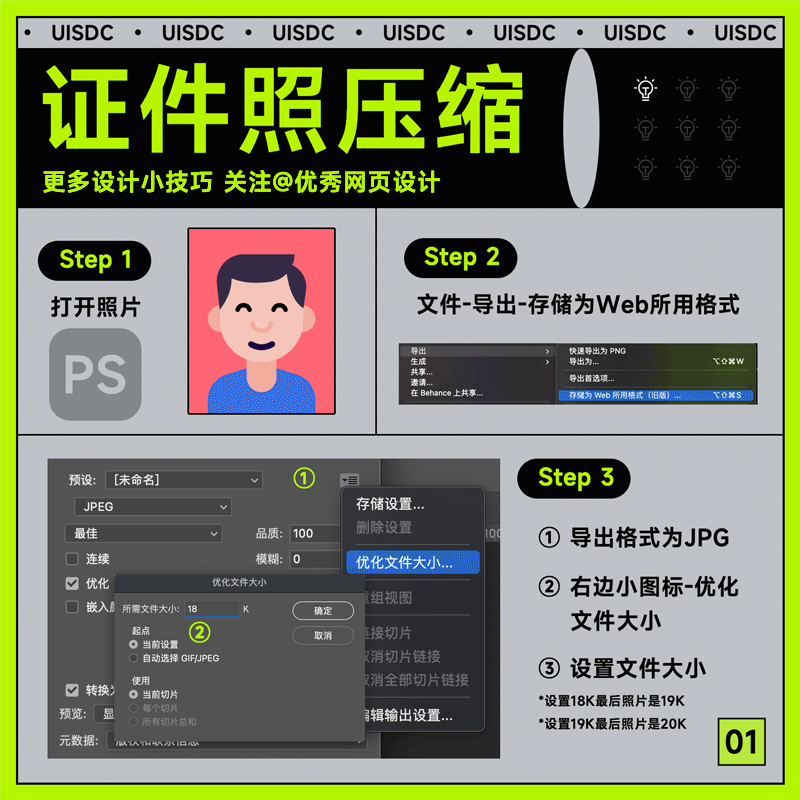 • UISDC • UISDC • UISDC • UISDC • UISDC • UISDC • UISDC
证件照压缩
更多设计小技巧 关注@优秀网页设计
Step 1
打开照片
PS
Step 2
文件-导出-存储为Web所用格式
导出 ›
生成 ›
共享...
邀请...
在 Behance 上共享...
快速导出为 PNG
导出为... ⌥⇧⌘W
导出首选项...
存储为 Web 所用格式（旧版）... ⌥⇧⌘S
预设: [未命名]
①
JPEG
最佳
品质: 100
连续
模糊: 0
优化
嵌入
转换为
预览:
元数据:
版权和联系信息
存储设置...
删除设置
优化文件大小...
重组视图
链接切片
取消切片链接
取消全部切片链接
编辑输出设置...
100
优化文件大小
所需文件大小: 18 K
确定
②
取消
起点
当前设置
自动选择 GIF/JPEG
使用
当前切片
每个切片
所有切片总和
Step 3
① 导出格式为JPG
② 右边小图标-优化
文件大小
③ 设置文件大小
*设置18K最后照片是19K
*设置19K最后照片是20K
01